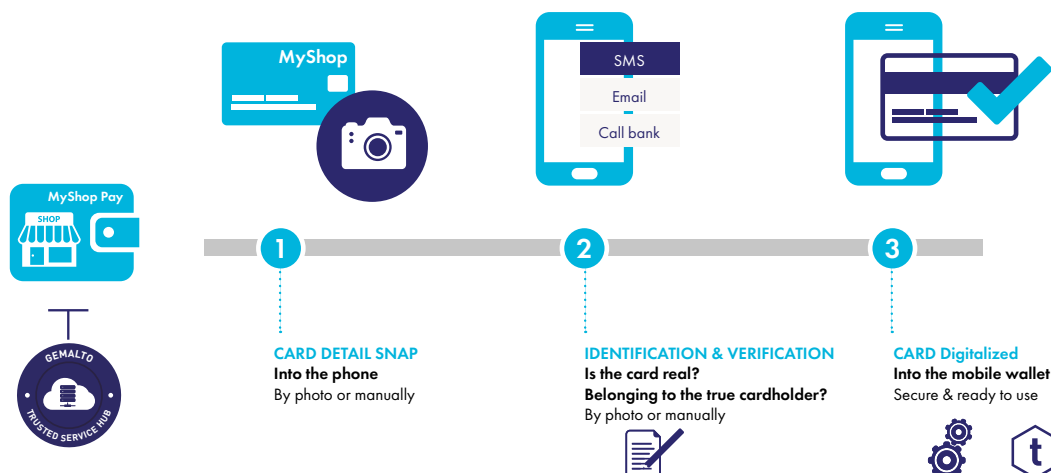 MyShop
SMS
Email
Call bank
MyShop Pay
SHOP
1
2
3
GEMALTO
TRUSTED SERVICE HUB
CARD DETAIL SNAP
Into the phone
By photo or manually
IDENTIFICATION & VERIFICATION
Is the card real?
Belonging to the true cardholder?
By photo or manually
CARD Digitalized
Into the mobile wallet
Secure & ready to use
t